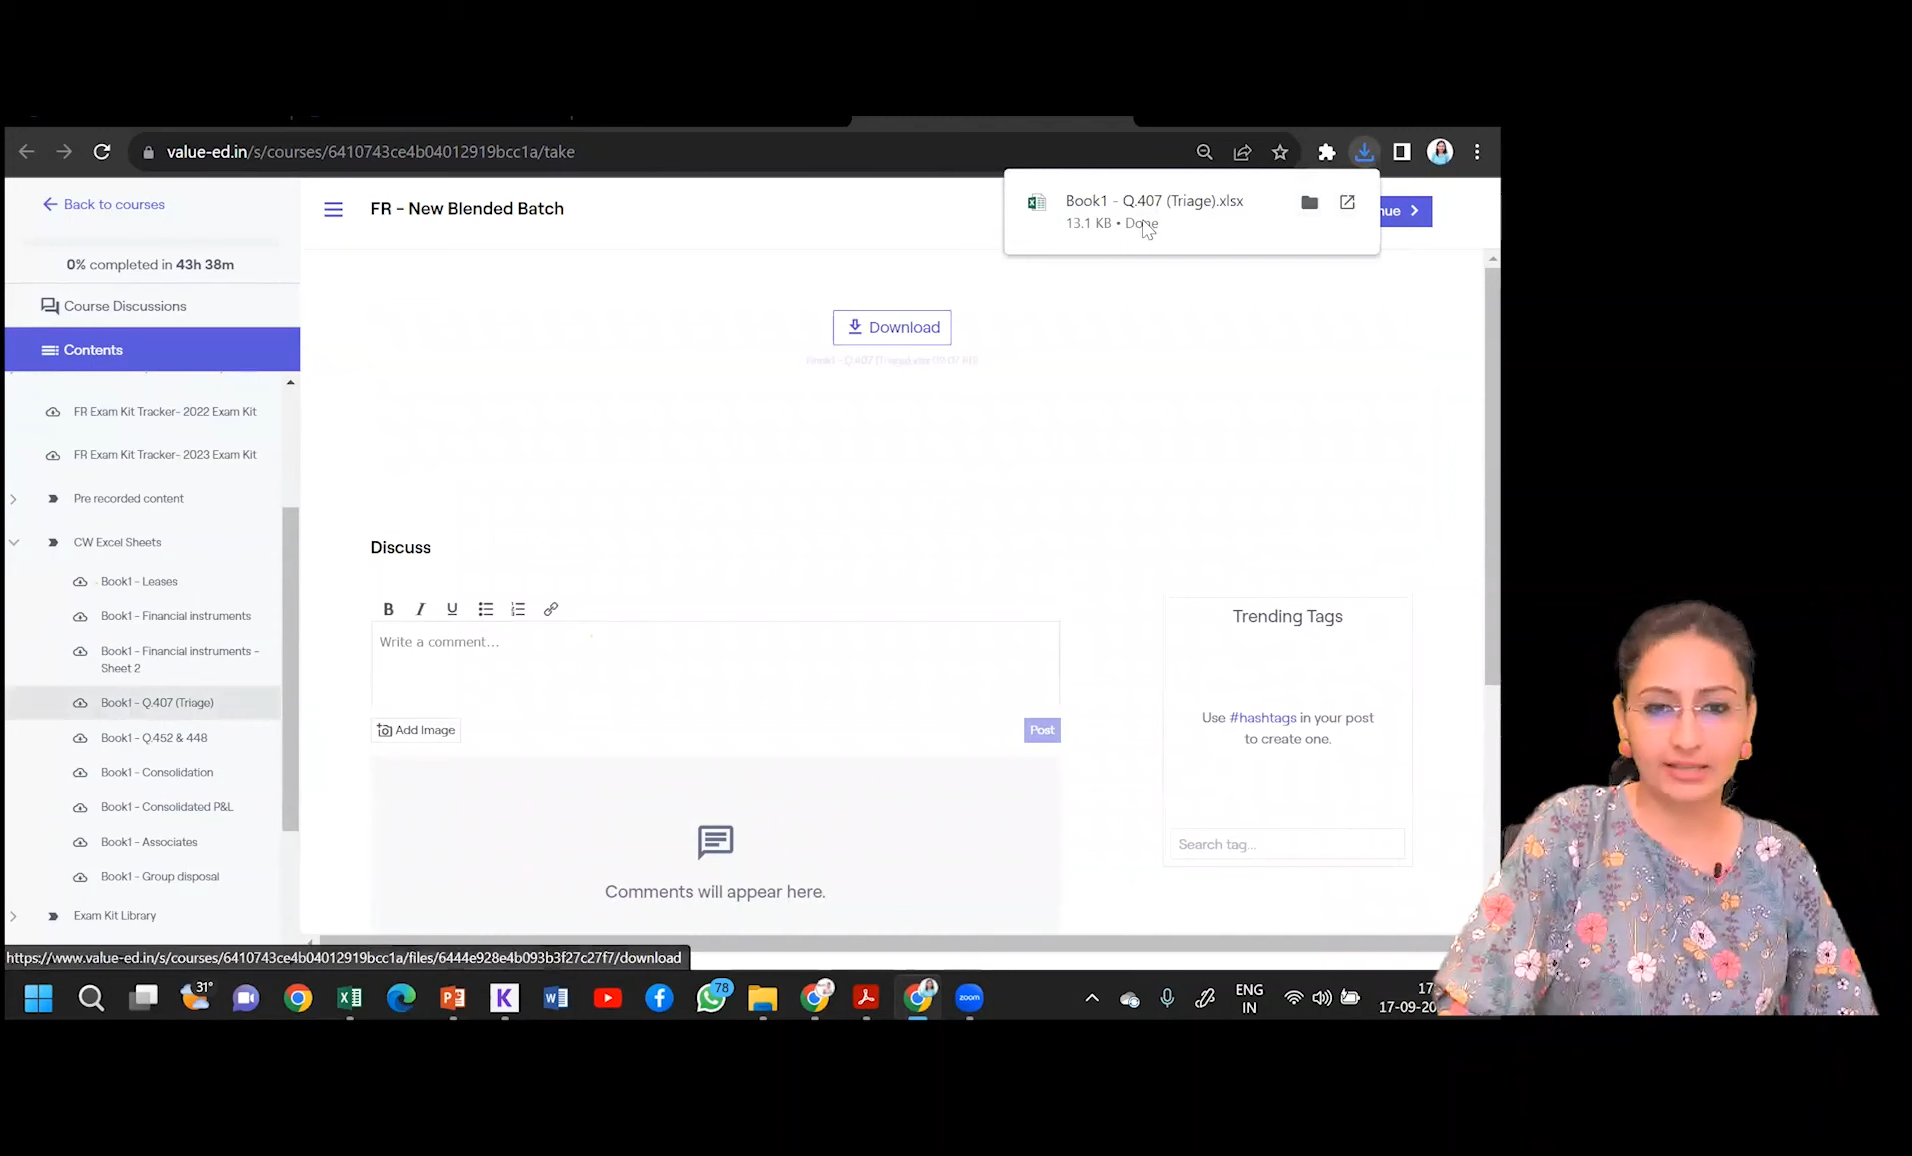 value-ed.in/s/courses/6410743ce4b04012919bcc1a/take
Back to courses
0% completed in 43h 38m
Course Discussions
Contents
FR Exam Kit Tracker- 2022 Exam Kit
FR Exam Kit Tracker- 2023 Exam Kit
Pre recorded content
CW Excel Sheets
Book1 - Leases
Book1 - Financial instruments
Book1 - Financial instruments -
Sheet 2
Book1 - Q.407 (Triage)
Book1 - Q.452 & 448
Book1 - Consolidation
Book1 - Consolidated P&L
Book1 - Associates
Book1 - Group disposal
Exam Kit Library
FR - New Blended Batch
Book1 - Q.407 (Triage).xlsx
13.1 KB • Done
nue
Download
Discuss
B I U
Write a comment...
Add Image
Post
Comments will appear here.
Trending Tags
Use #hashtags in your post
to create one.
Search tag...
https://www.value-ed.in/s/courses/6410743ce4b04012919bcc1a/files/6444e928e4b093b3f27c27f7/download
31°
78
zoom
ENG
IN
17
17-09-20